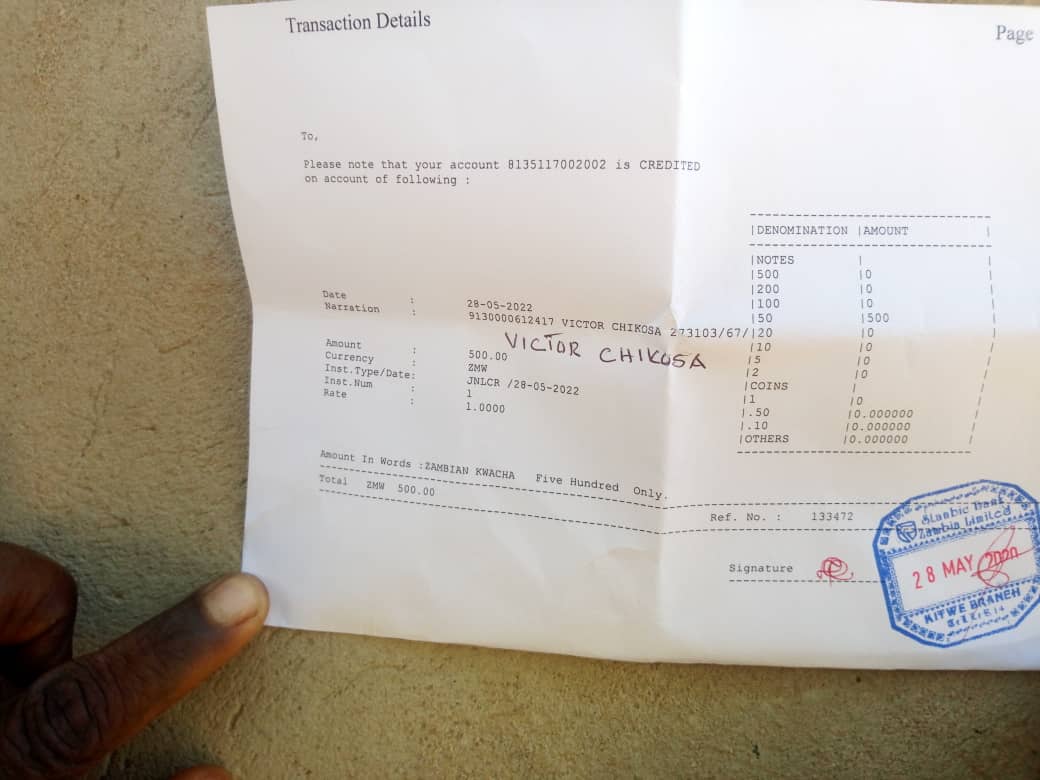 Transaction Details
Page
To,
Please note that your account 8135117002002 is CREDITED
on account of following :
|DENOMINATION |AMOUNT |
|NOTES | |
|500 |0 |
|200 |0 |
|100 |0 |
|50 |500 |
|20 |0 |
|10 |0 |
|5 |0 |
|2 |0 |
|COINS | |
|1 |0 |
|.50 |0.000000 |
|.10 |0.000000 |
|OTHERS |0.000000 |
Date : 28-05-2022
Narration : 9130000612417 VICTOR CHIKOSA 273103/67/
VICTOR CHIKOSA
Amount : 500.00
Currency : ZMW
Inst.Type/Date: JNLCR /28-05-2022
Inst.Num : 1
Rate : 1.0000
Amount In Words :ZAMBIAN KWACHA Five Hundred Only.
Total ZMW 500.00
Ref. No. : 133472
Signature
Stanbic Bank
Zambia Limited
28 MAY 2020
KITWE BRANCH